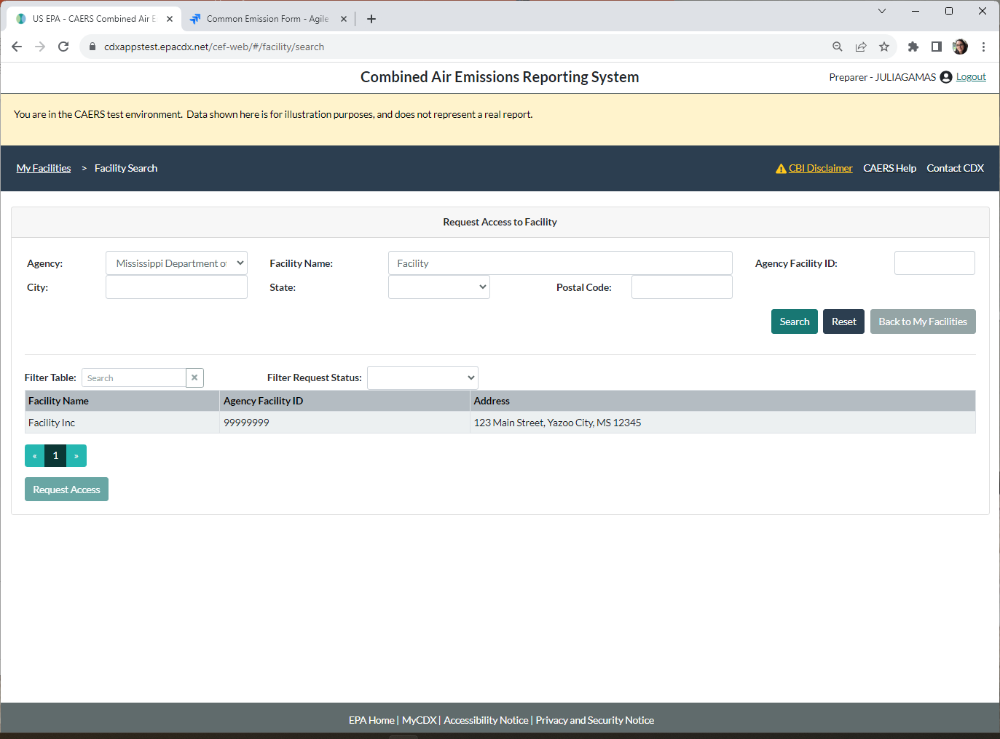 US EPA - CAERS Combined Air E
Common Emission Form - Agile
cdxappstest.epacdx.net/cef-web/#/facility/search
Combined Air Emissions Reporting System
Preparer - JULIAGAMAS Logout
You are in the CAERS test environment. Data shown here is for illustration purposes, and does not represent a real report.
My Facilities > Facility Search
CBI Disclaimer CAERS Help Contact CDX
Request Access to Facility
Agency: Mississippi Department of Facility Name: Facility Agency Facility ID:
City: State: Postal Code:
Search Reset Back to My Facilities
Filter Table: Search × Filter Request Status:
Facility Name Agency Facility ID Address
Facility Inc 99999999 123 Main Street, Yazoo City, MS 12345
« 1 »
Request Access
EPA Home | MyCDX | Accessibility Notice | Privacy and Security Notice